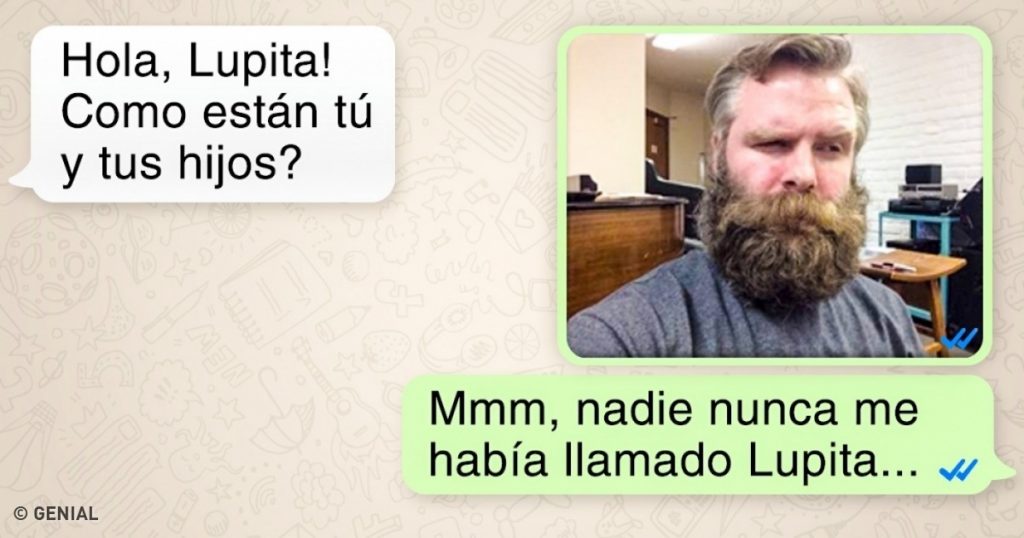 Hola, Lupita!
Como están tú
y tus hijos?
Mmm, nadie nunca me
había llamado Lupita...
© GENIAL